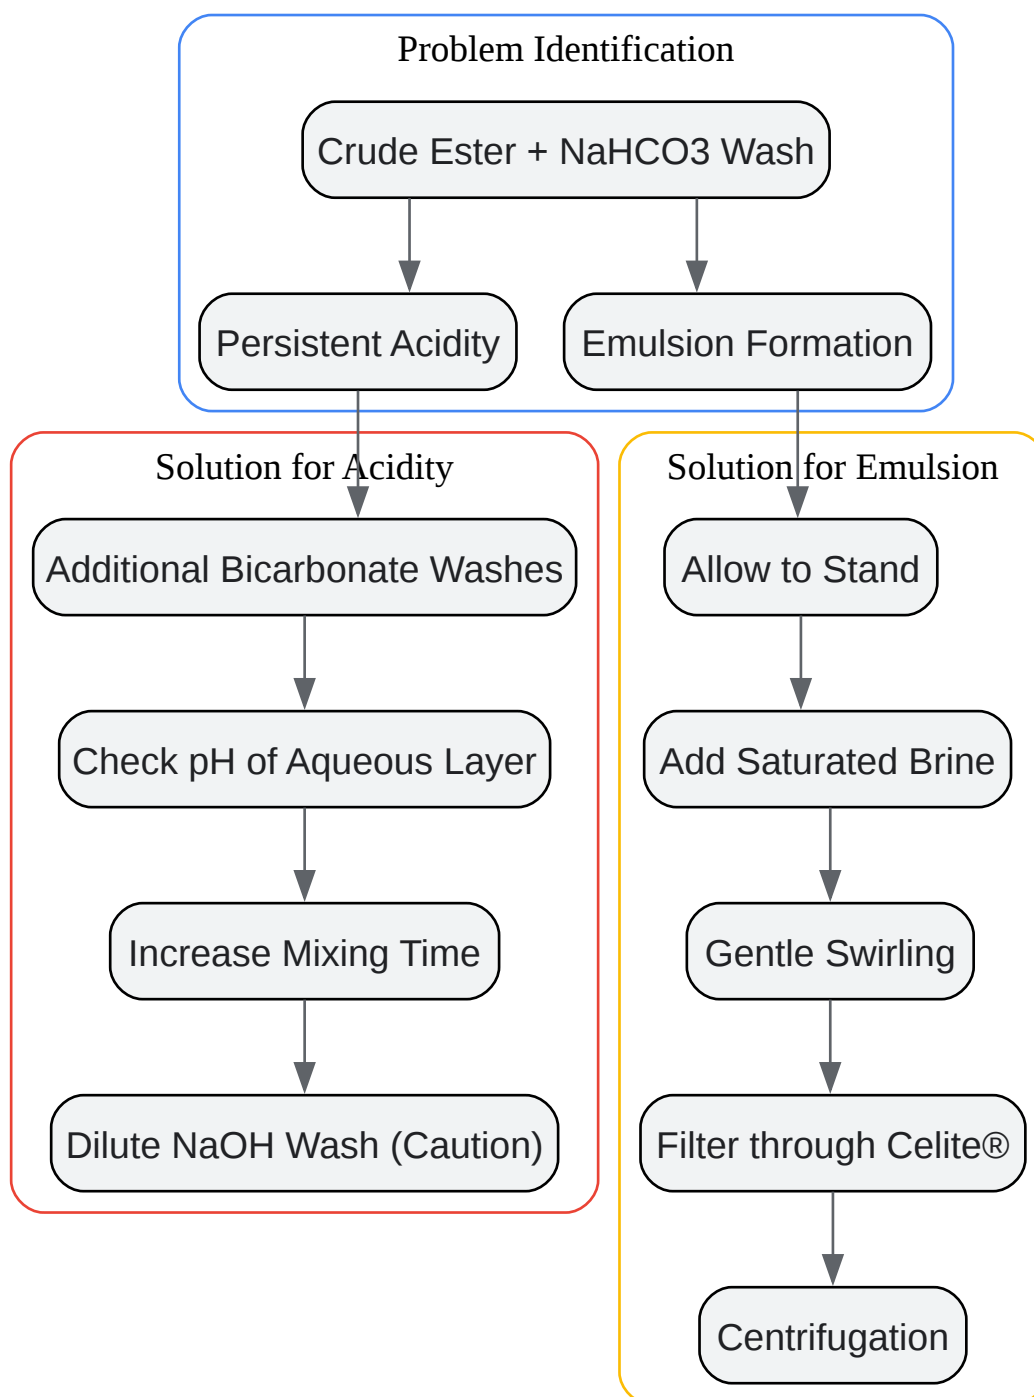 Problem Identification
Crude Ester + NaHCO3 Wash
Persistent Acidity
Emulsion Formation
Solution for Acidity
Additional Bicarbonate Washes
Check pH of Aqueous Layer
Increase Mixing Time
Dilute NaOH Wash (Caution)
Solution for Emulsion
Allow to Stand
Add Saturated Brine
Gentle Swirling
Filter through Celite®
Centrifugation